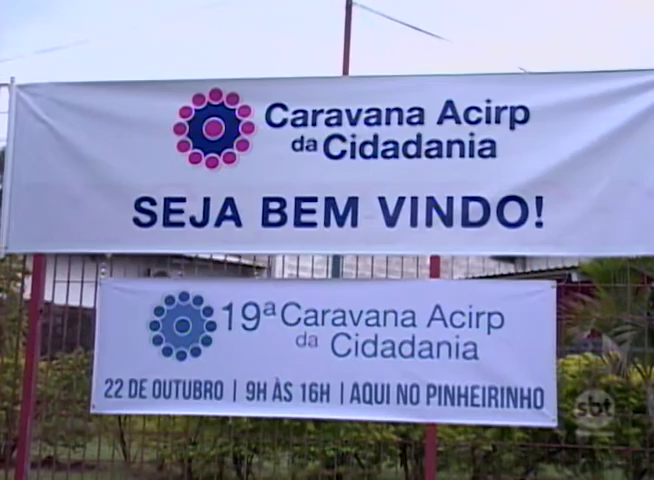 Caravana Acirp
da Cidadania
SEJA BEM VINDO!
19ª Caravana Acirp
da Cidadania
22 DE OUTUBRO | 9H ÀS 16H | AQUI NO PINHEIRINHO
sbt